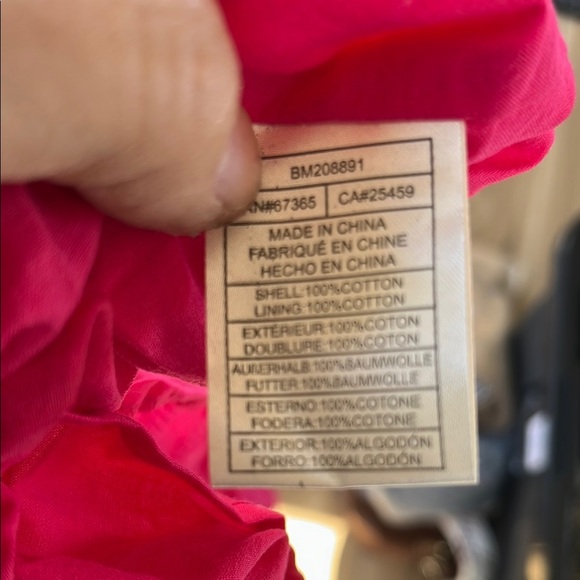 BM208891
RN#67365 CA#25459
MADE IN CHINA
FABRIQUÉ EN CHINE
HECHO EN CHINA
SHELL:100%COTTON
LINING:100%COTTON
EXTÉRIEUR:100%COTON
DOUBLURE:100%COTON
AUßERHALB:100%BAUMWOLLE
FUTTER:100%BAUMWOLLE
ESTERNO:100%COTONE
FODERA:100%COTONE
EXTERIOR:100%ALGODÓN
FORRO:100%ALGODÓN